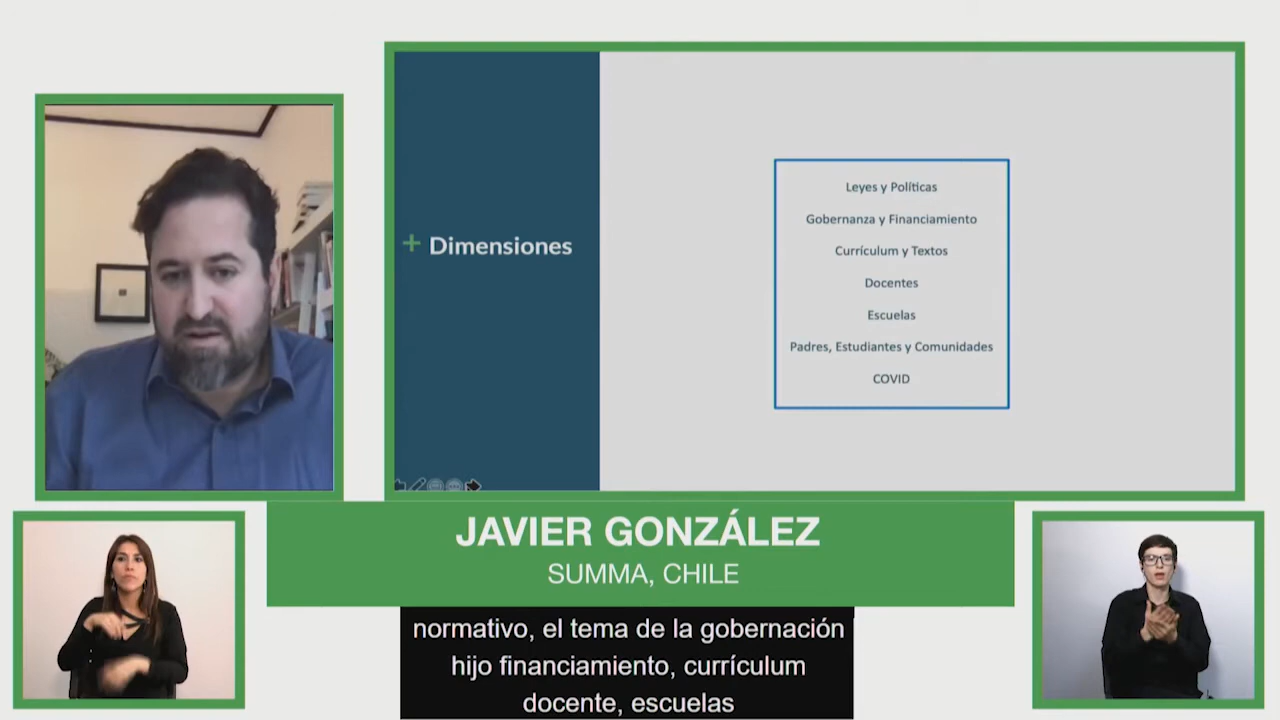 + Dimensiones
Leyes y Políticas
Gobernanza y Financiamiento
Currículum y Textos
Docentes
Escuelas
Padres, Estudiantes y Comunidades
COVID
JAVIER GONZÁLEZ
SUMMA, CHILE
normativo, el tema de la gobernación
hijo financiamiento, currículum
docente, escuelas